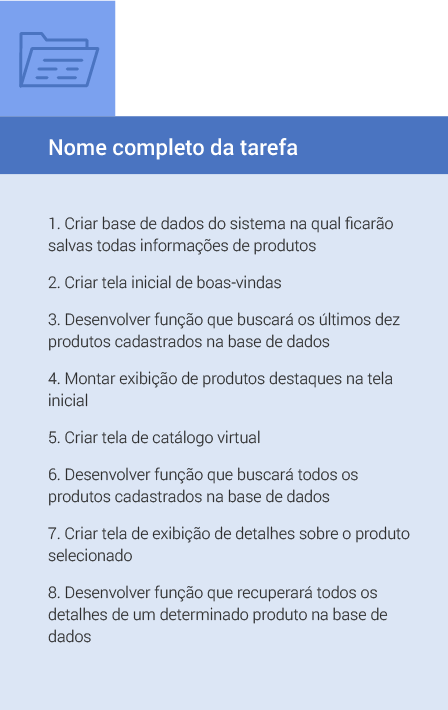 Nome completo da tarefa
1. Criar base de dados do sistema na qual ficarão
salvas todas informações de produtos
2. Criar tela inicial de boas-vindas
3. Desenvolver função que buscará os últimos dez
produtos cadastrados na base de dados
4. Montar exibição de produtos destaques na tela
inicial
5. Criar tela de catálogo virtual
6. Desenvolver função que buscará todos os
produtos cadastrados na base de dados
7. Criar tela de exibição de detalhes sobre o produto
selecionado
8. Desenvolver função que recuperará todos os
detalhes de um determinado produto na base de
dados